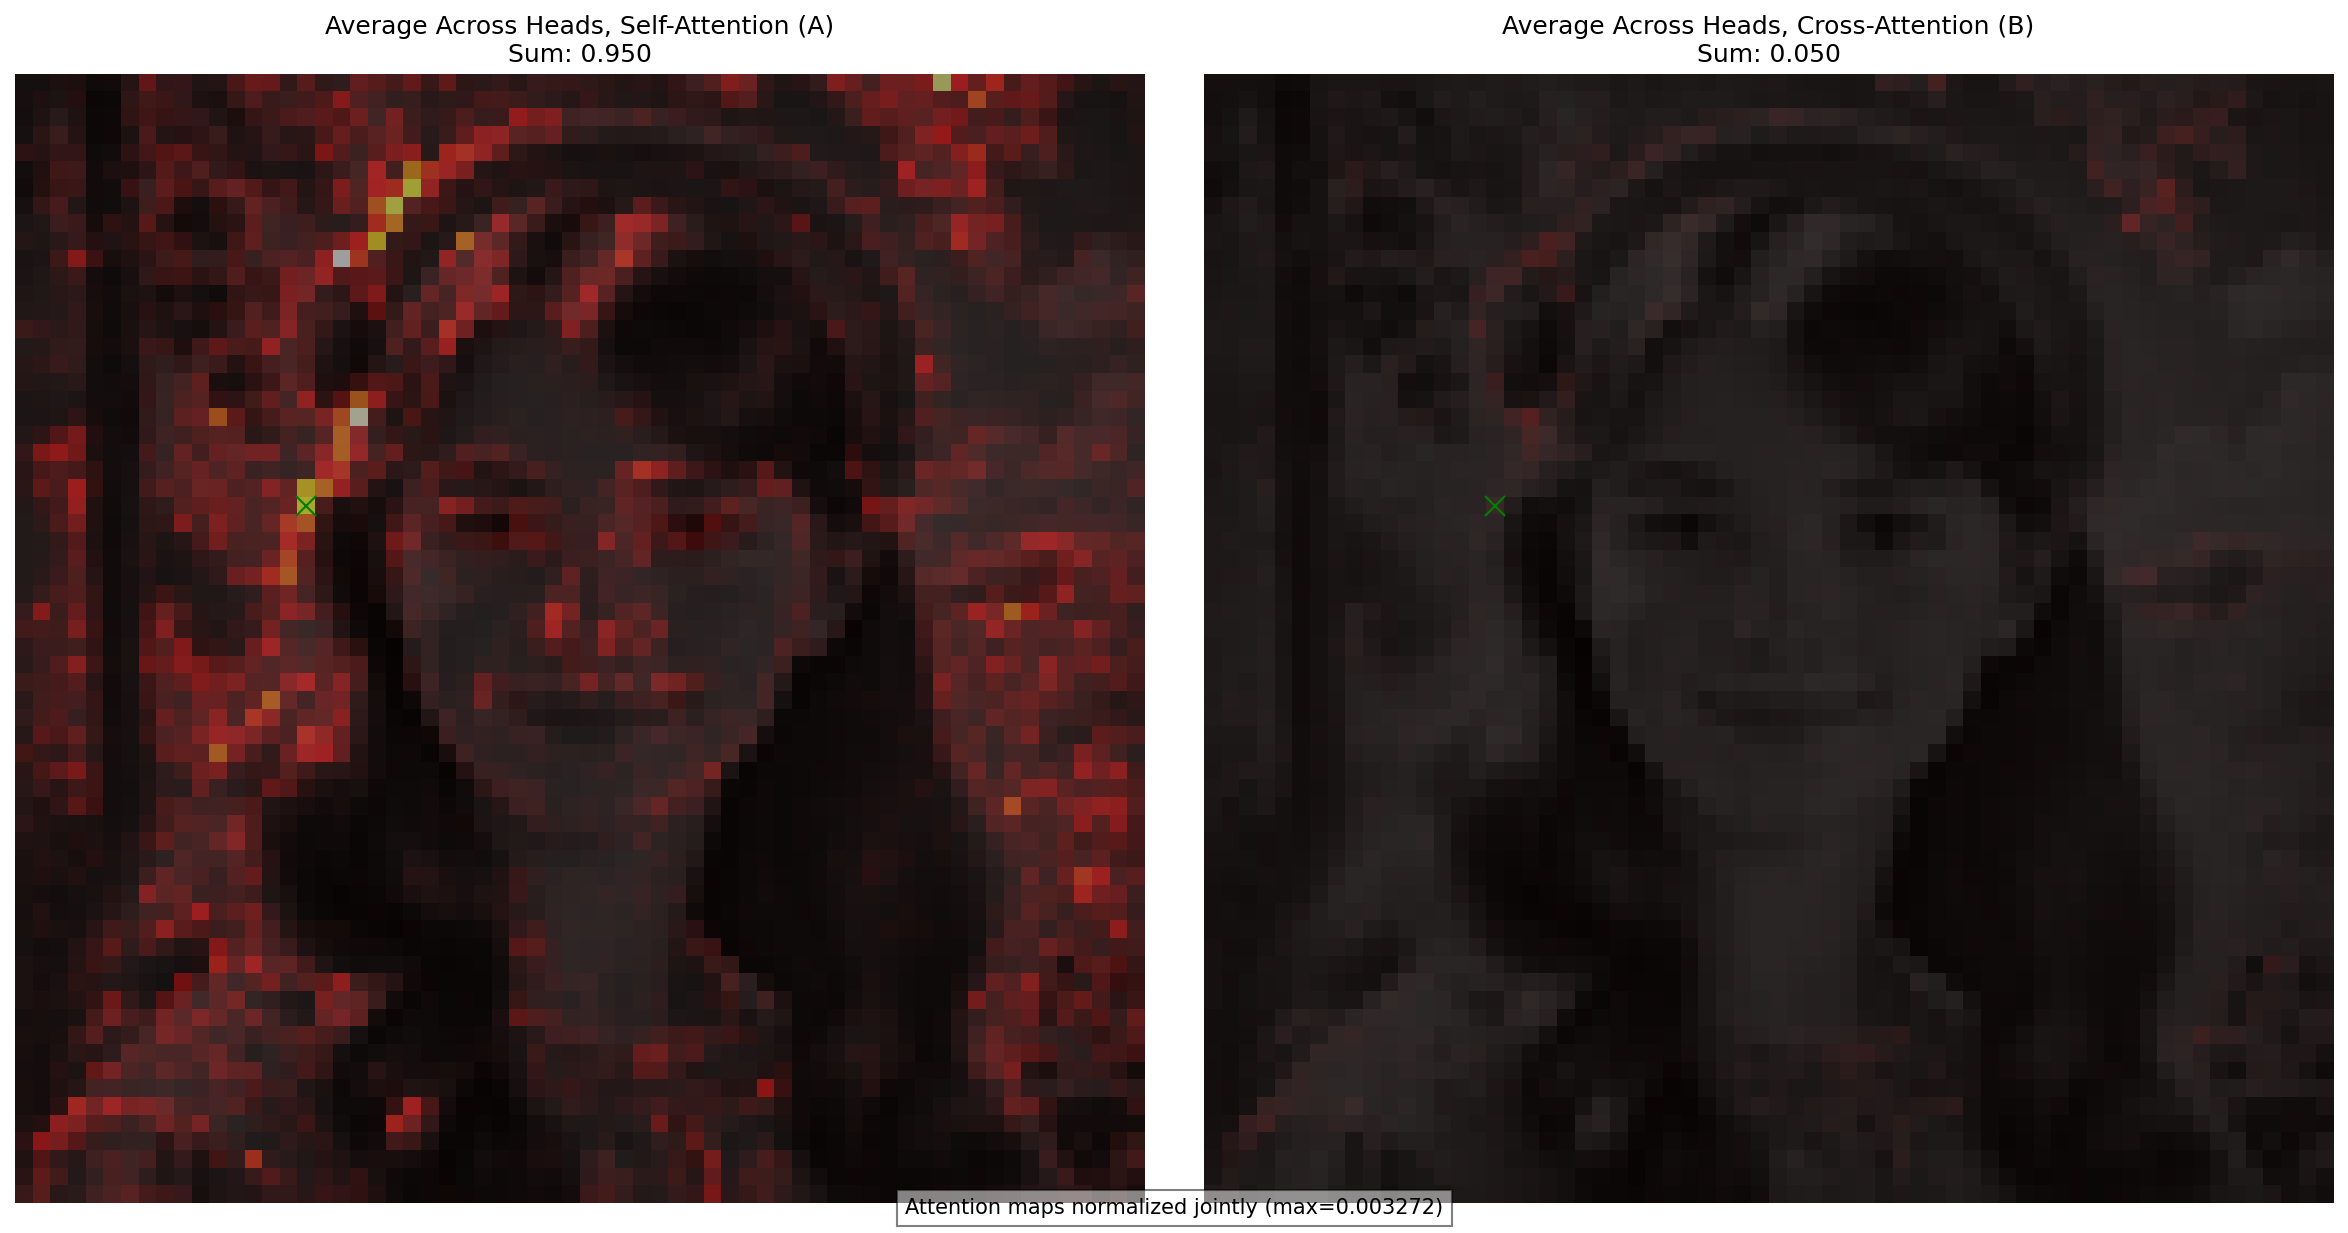 Average Across Heads, Self-Attention (A)
Sum: 0.950
Average Across Heads, Cross-Attention (B)
Sum: 0.050
Attention maps normalized jointly (max=0.003272)